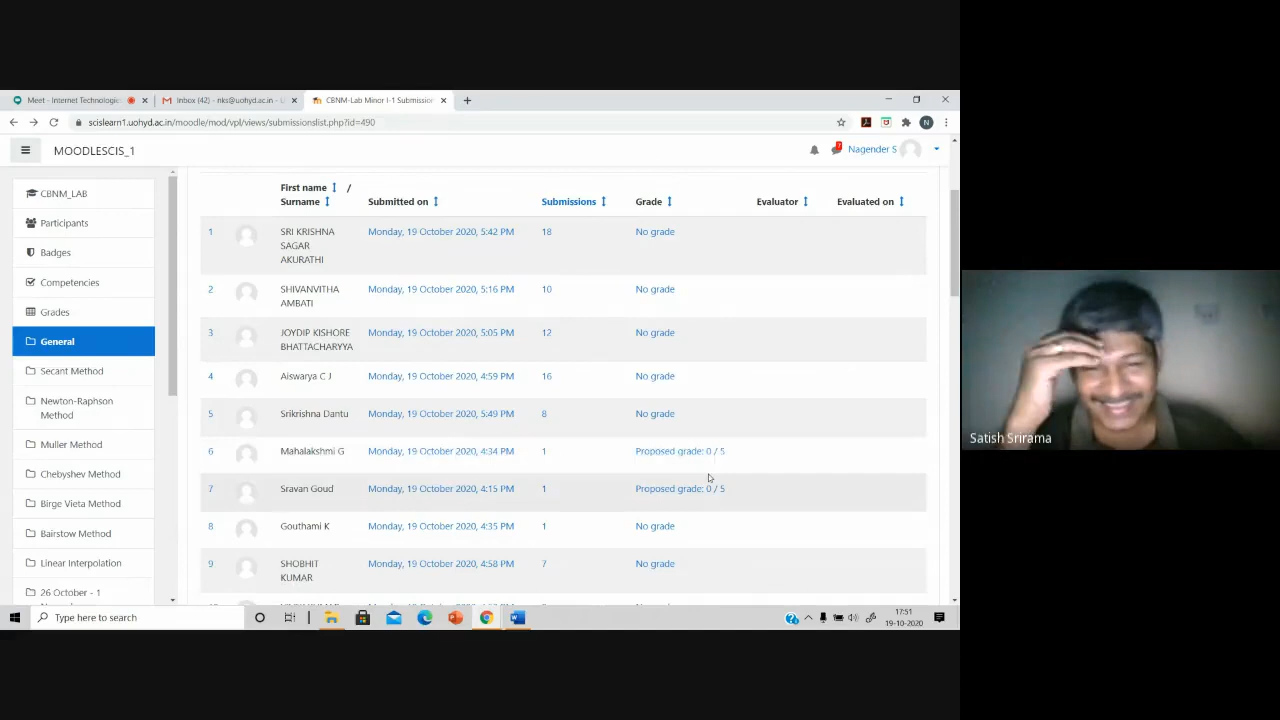 Meet - Internet Technologie
Inbox (42) - nks@uohyd.ac.in - U
CBNM-Lab Minor I-1 Submission
scislearn1.uohyd.ac.in/moodle/mod/vpl/views/submissionslist.php?id=490
N
MOODLESCIS_1
Nagender S
CBNM_LAB
Participants
Badges
Competencies
Grades
General
Secant Method
Newton-Raphson
Method
Muller Method
Chebyshev Method
Birge Vieta Method
Bairstow Method
Linear Interpolation
26 October - 1
First name /
Surname
Submitted on
Submissions
Grade
Evaluator
Evaluated on
1 SRI KRISHNA SAGAR AKURATHI Monday, 19 October 2020, 5:42 PM 18 No grade
2 SHIVANVITHA AMBATI Monday, 19 October 2020, 5:16 PM 10 No grade
3 JOYDIP KISHORE BHATTACHARYYA Monday, 19 October 2020, 5:05 PM 12 No grade
4 Aiswarya C J Monday, 19 October 2020, 4:59 PM 16 No grade
5 Srikrishna Dantu Monday, 19 October 2020, 5:49 PM 8 No grade
6 Mahalakshmi G Monday, 19 October 2020, 4:34 PM 1 Proposed grade: 0 / 5
7 Sravan Goud Monday, 19 October 2020, 4:15 PM 1 Proposed grade: 0 / 5
8 Gouthami K Monday, 19 October 2020, 4:35 PM 1 No grade
9 SHOBHIT KUMAR Monday, 19 October 2020, 4:58 PM 7 No grade
Satish Srirama
Type here to search
17:51
19-10-2020